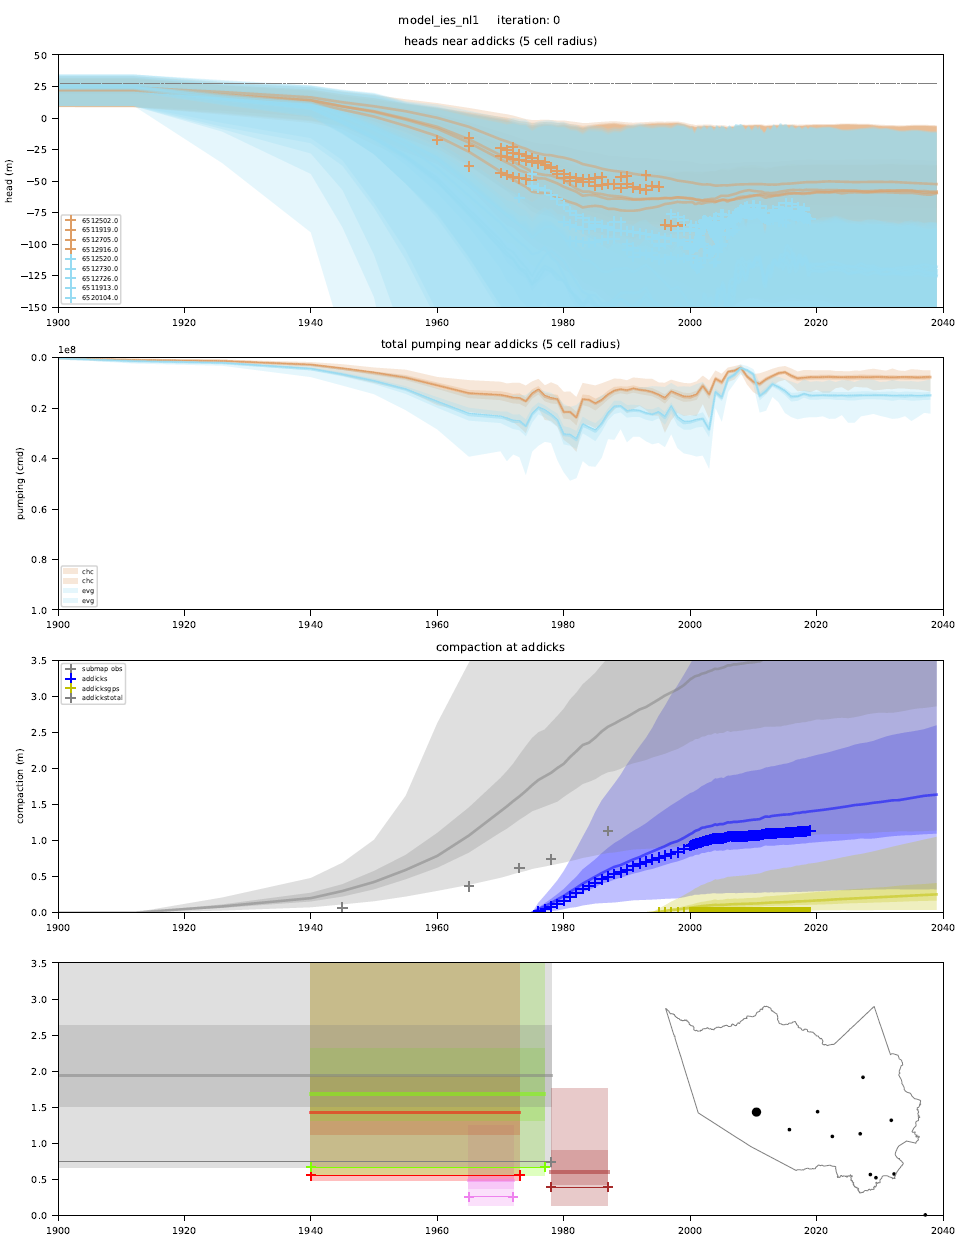 model_ies_nl1 iteration: 0
heads near addicks (5 cell radius)
head (m)
50
25
0
−25
−50
−75
−100
−125
−150
6512502.0
6511919.0
6512705.0
6512916.0
6512520.0
6512730.0
6512726.0
6511913.0
6520104.0
1900 1920 1940 1960 1980 2000 2020 2040
total pumping near addicks (5 cell radius)
1e8
pumping (cmd)
0.0
0.2
0.4
0.6
0.8
1.0
chc
chc
evg
evg
1900 1920 1940 1960 1980 2000 2020 2040
compaction at addicks
compaction (m)
3.5
3.0
2.5
2.0
1.5
1.0
0.5
0.0
submap obs
addicks
addicksgps
addickstotal
1900 1920 1940 1960 1980 2000 2020 2040
3.5
3.0
2.5
2.0
1.5
1.0
0.5
0.0
1900 1920 1940 1960 1980 2000 2020 2040